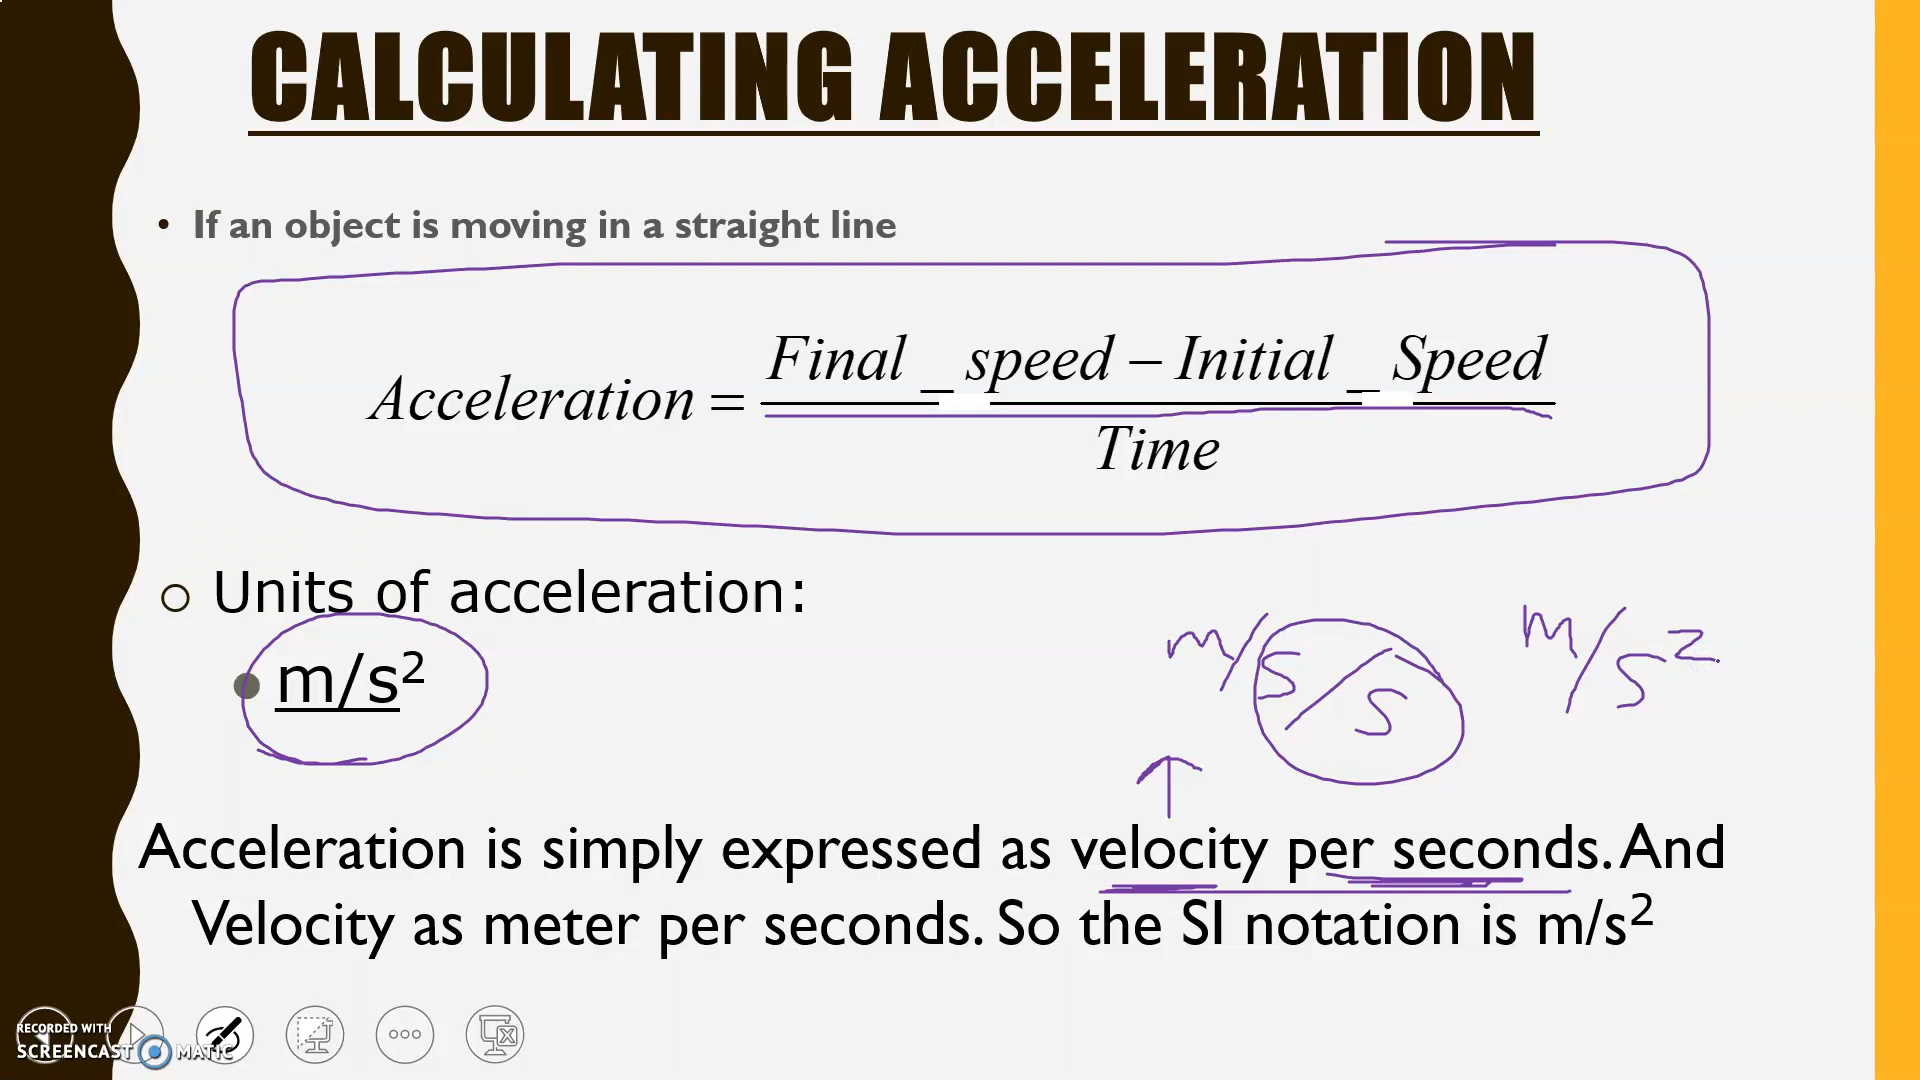 CALCULATING ACCELERATION
• If an object is moving in a straight line
Acceleration = Final _ speed – Initial _ Speed
Time
○ Units of acceleration:
m/s m/s²
s
• m/s²
Acceleration is simply expressed as velocity per seconds. And
Velocity as meter per seconds. So the SI notation is m/s²
RECORDED WITH
SCREENCAST MATIC